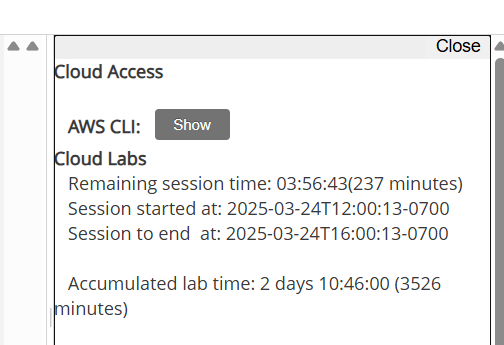 Close
Cloud Access
AWS CLI: Show
Cloud Labs
Remaining session time: 03:56:43(237 minutes)
Session started at: 2025-03-24T12:00:13-0700
Session to end  at: 2025-03-24T16:00:13-0700
Accumulated lab time: 2 days 10:46:00 (3526
minutes)